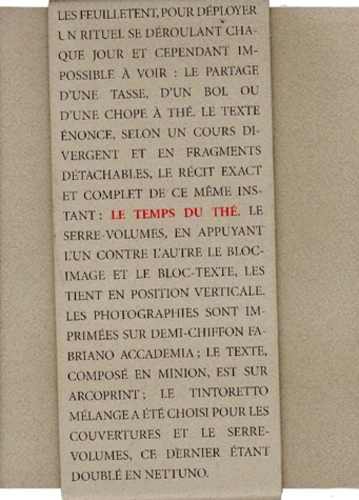 LES FEUILLETENT, POUR DÉPLOYER
UN RITUEL SE DÉROULANT CHA-
QUE JOUR ET CEPENDANT IM-
POSSIBLE À VOIR : LE PARTAGE
D'UNE TASSE, D'UN BOL OU
D'UNE CHOPE À THÉ. LE TEXTE
ÉNONCE, SELON UN COURS DI-
VERGENT ET EN FRAGMENTS
DÉTACHABLES, LE RÉCIT EXACT
ET COMPLET DE CE MÊME INS-
TANT : LE TEMPS DU THÉ. LE
SERRE-VOLUMES, EN APPUYANT
L'UN CONTRE L'AUTRE LE BLOC-
IMAGE ET LE BLOC-TEXTE, LES
TIENT EN POSITION VERTICALE.
LES PHOTOGRAPHIES SONT IM-
PRIMÉES SUR DEMI-CHIFFON FA-
BRIANO ACCADEMIA ; LE TEXTE,
COMPOSÉ EN MINION, EST SUR
ARCOPRINT ; LE TINTORETTO
MÉLANGE A ÉTÉ CHOISI POUR LES
COUVERTURES ET LE SERRE-
VOLUMES, CE DERNIER ÉTANT
DOUBLÉ EN NETTUNO.